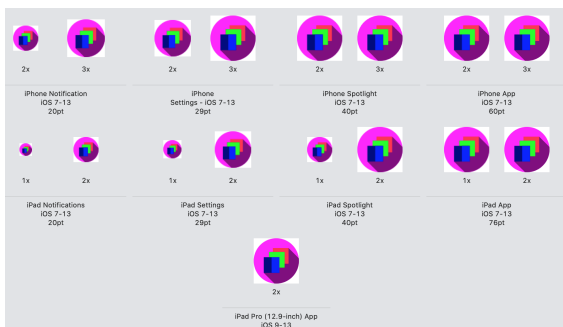 2x 3x 2x 3x 2x 3x 2x 3x
iPhone Notification
iOS 7-13
20pt
iPhone
Settings - iOS 7-13
29pt
iPhone Spotlight
iOS 7-13
40pt
iPhone App
iOS 7-13
60pt
1x 2x 1x 2x 1x 2x 1x 2x
iPad Notifications
iOS 7-13
20pt
iPad Settings
iOS 7-13
29pt
iPad Spotlight
iOS 7-13
40pt
iPad App
iOS 7-13
76pt
2x
iPad Pro (12.9-inch) App
iOS 9-13